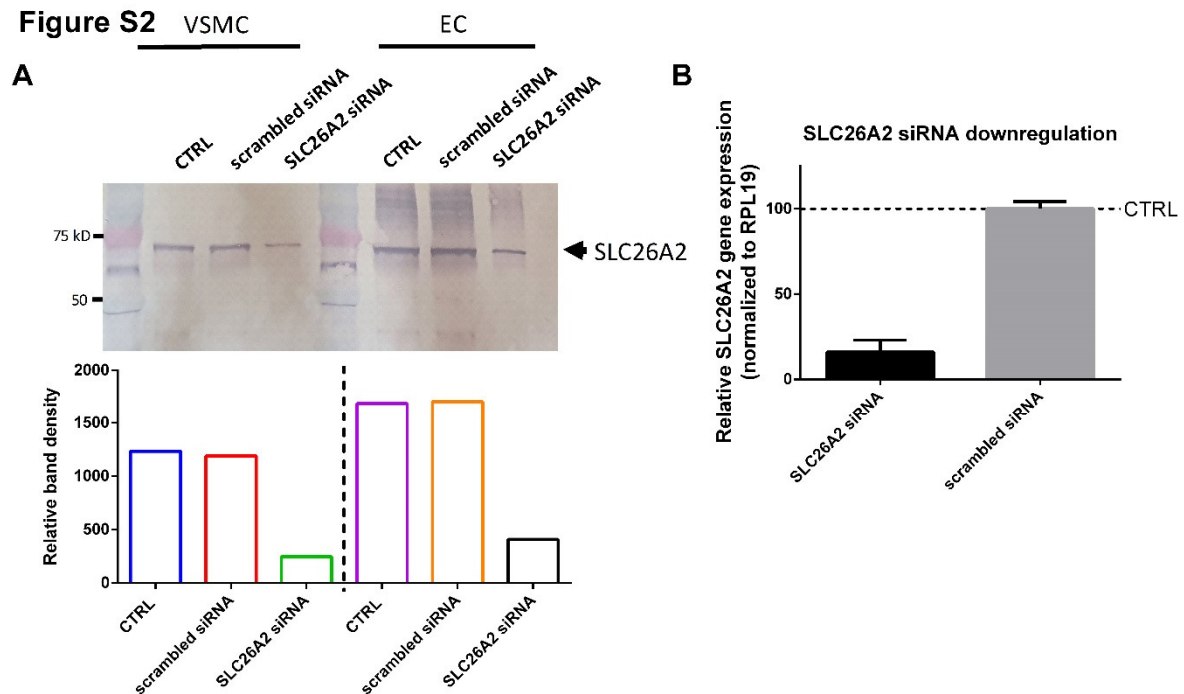 Figure S2
VSMC
EC
A
CTRL
scrambled siRNA
SLC26A2 siRNA
CTRL
scrambled siRNA
SLC26A2 siRNA
75 kD
50
SLC26A2
Relative band density
2000
1500
1000
500
0
CTRL
scrambled siRNA
SLC26A2 siRNA
CTRL
scrambled siRNA
SLC26A2 siRNA
B
SLC26A2 siRNA downregulation
Relative SLC26A2 gene expression
(normalized to RPL19)
100
50
0
CTRL
SLC26A2 siRNA
scrambled siRNA